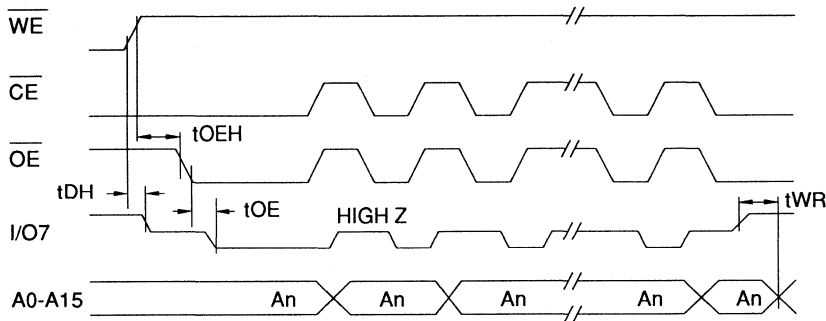 WE
CE
tOEH
OE
tDH
tOE
HIGH Z
tWR
I/O7
A0-A15
An
An
An
An
An